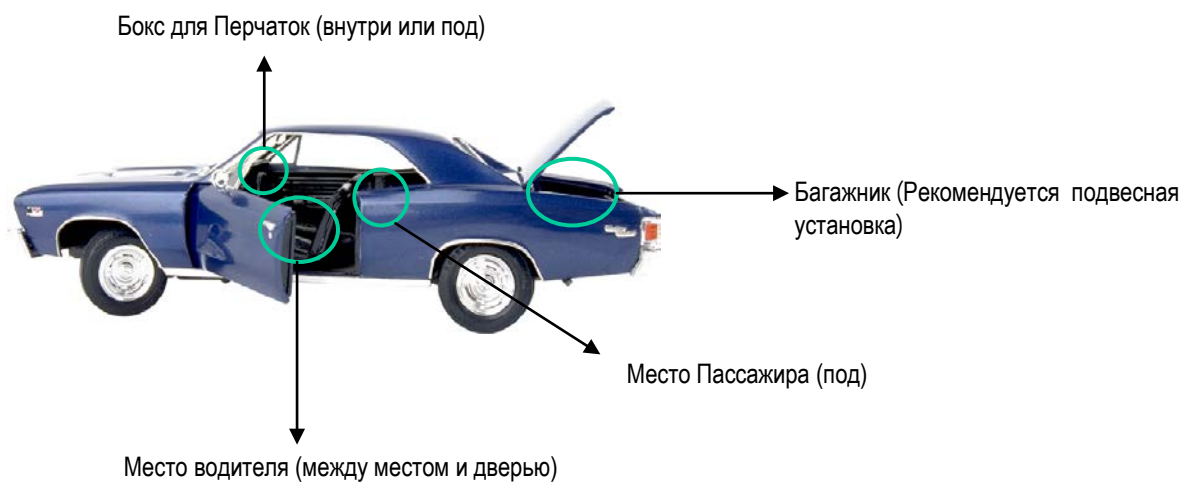 Бокс для Перчаток (внутри или под)
Багажник (Рекомендуется подвесная
установка)
Место Пассажира (под)
Место водителя (между местом и дверью)